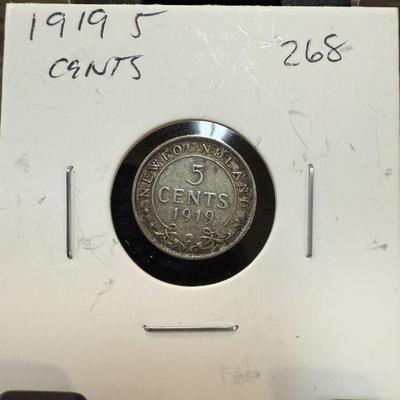 1919 5
CENTS
268
NEWFOUNDLAND
5
CENTS
1919